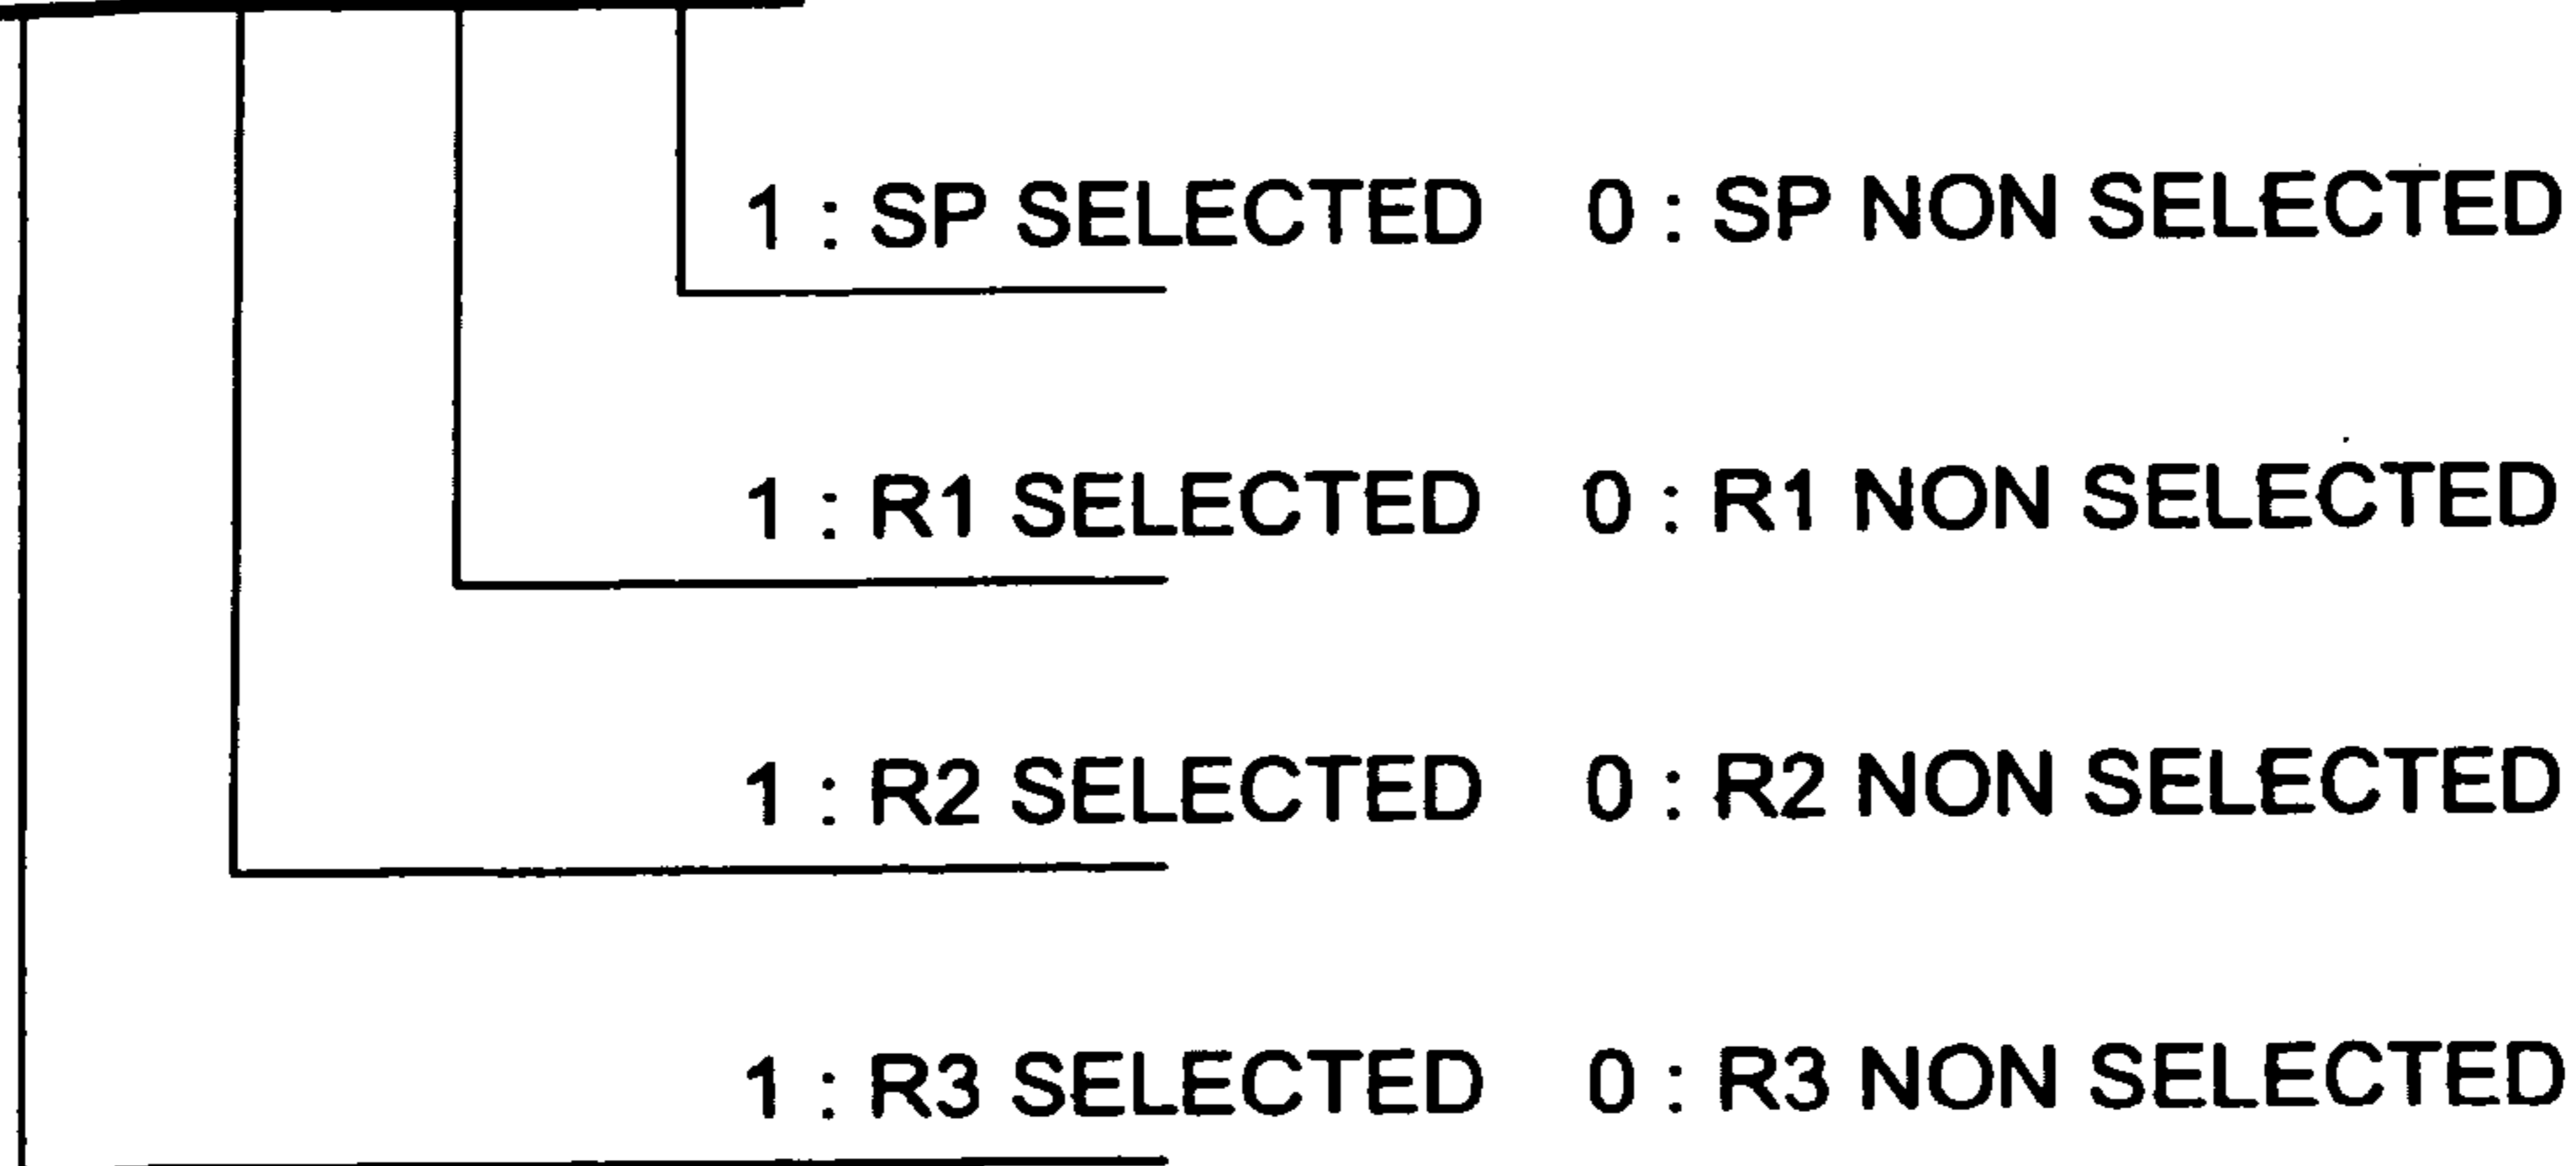 1 : SP SELECTED 0 : SP NON SELECTED
1 : R1 SELECTED 0 : R1 NON SELECTED
1 : R2 SELECTED 0 : R2 NON SELECTED
1 : R3 SELECTED 0 : R3 NON SELECTED